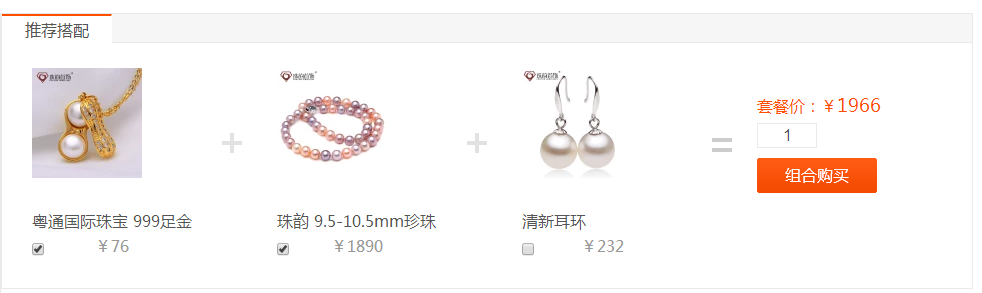 推荐搭配
粤通国际珠宝 999足金
￥76
+
珠韵 9.5-10.5mm珍珠
￥1890
+
清新耳环
￥232
=
套餐价：￥1966
1
组合购买